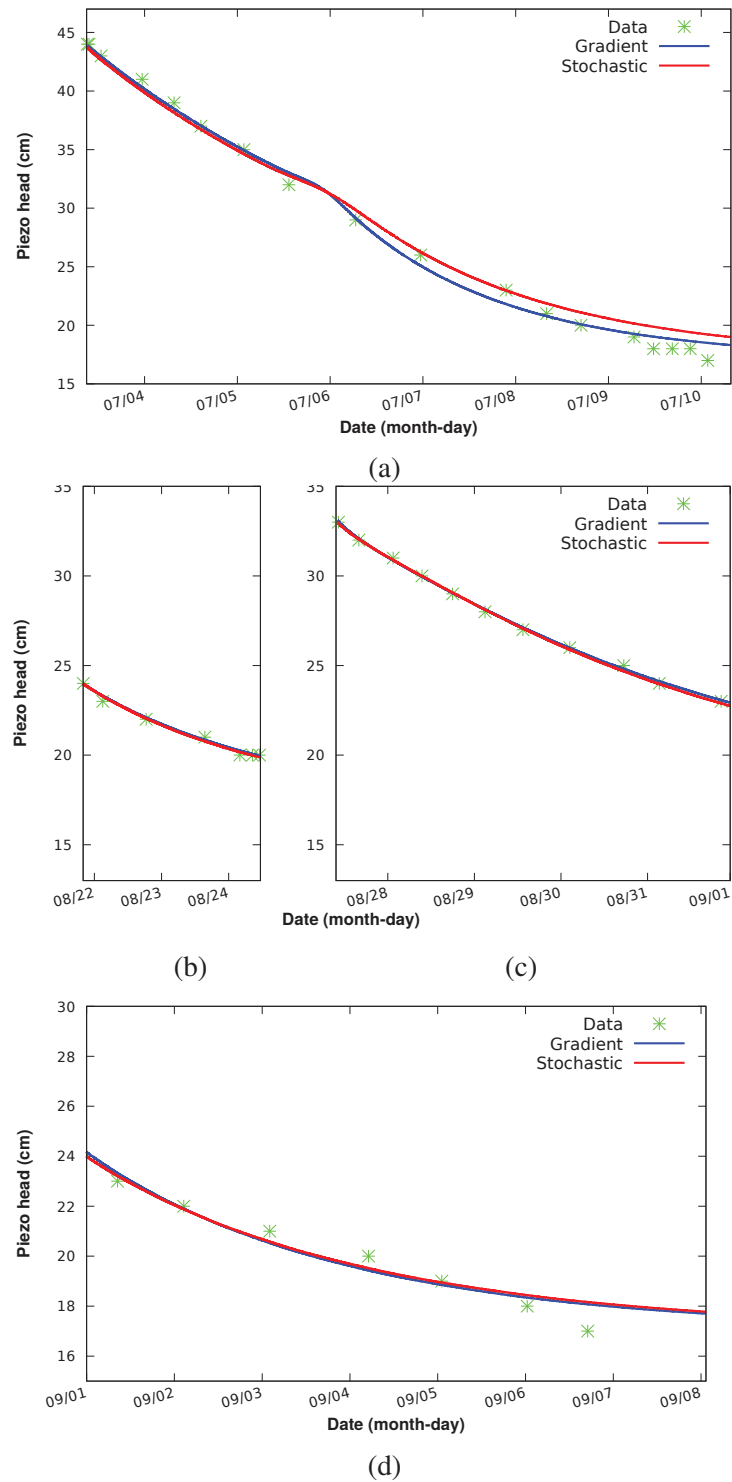 Data
Gradient
Stochastic
45
40
35
30
25
20
15
Piezo head (cm)
07/04 07/05 07/06 07/07 07/08 07/09 07/10
Date (month-day)
(a)
35
30
25
20
15
Piezo head (cm)
08/22 08/23 08/24
35
30
25
20
15
Data
Gradient
Stochastic
08/28 08/29 08/30 08/31 09/01
Date (month-day)
(b) (c)
30
28
26
24
22
20
18
16
Piezo head (cm)
Data
Gradient
Stochastic
09/01 09/02 09/03 09/04 09/05 09/06 09/07 09/08
Date (month-day)
(d)